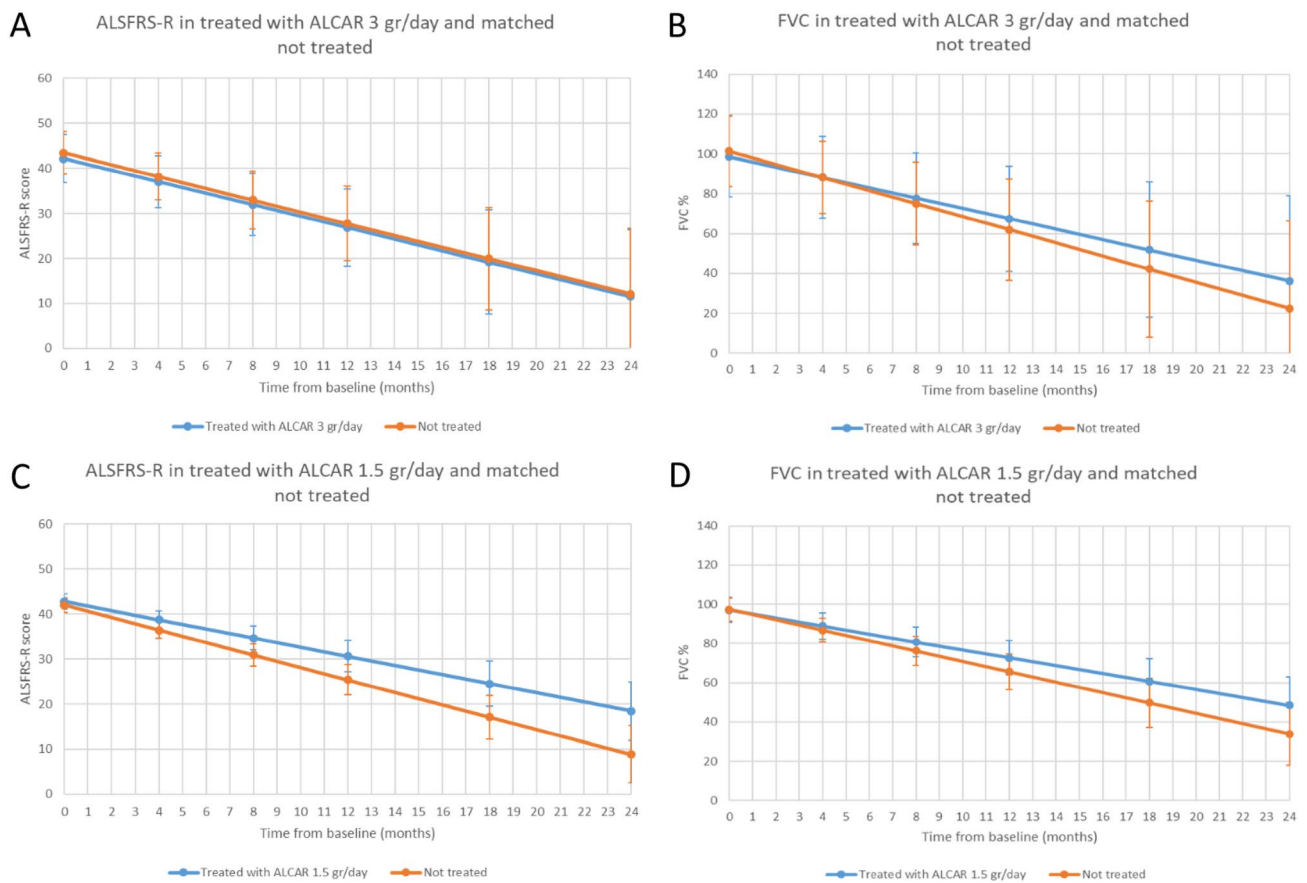 A
ALSFRS-R in treated with ALCAR 3 gr/day and matched
not treated
60
50
40
30
20
10
0
ALSFRS-R score
0 1 2 3 4 5 6 7 8 9 10 11 12 13 14 15 16 17 18 18 20 21 22 23 24
Time from baseline (months)
Treated with ALCAR 3 gr/day
Not treated
B
FVC in treated with ALCAR 3 gr/day and matched
not treated
140
120
100
80
60
40
20
0
FVC %
0 1 2 3 4 5 6 7 8 9 10 11 12 13 14 15 16 17 18 18 20 21 22 23 24
Time from baseline (months)
Treated with ALCAR 3 gr/day
Not treated
C
ALSFRS-R in treated with ALCAR 1.5 gr/day and matched
not treated
60
50
40
30
20
10
0
ALSFRS-R score
0 1 2 3 4 5 6 7 8 9 10 11 12 13 14 15 16 17 18 18 20 21 22 23 24
Time from baseline (months)
Treated with ALCAR 1.5 gr/day
Not treated
D
FVC in treated with ALCAR 1.5 gr/day and matched
not treated
140
120
100
80
60
40
20
0
FVC %
0 1 2 3 4 5 6 7 8 9 10 11 12 13 14 15 16 17 18 18 20 21 22 23 24
Time from baseline (months)
Treated with ALCAR 1.5 gr/day
Not treated